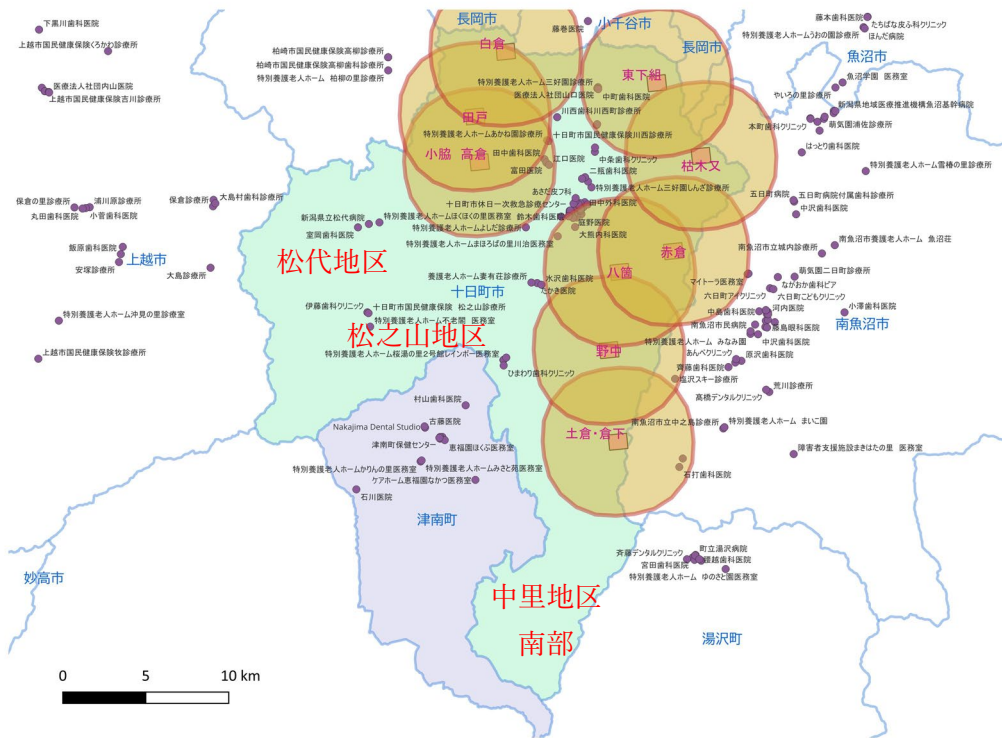 下黒川歯科医院
上越市国民健康保険くろかわ診療所
長岡市
白倉
藤巻医院
小千谷市
長岡市
藤本歯科医院
たちばな皮ふ科クリニック
特別養護老人ホームうおの園診療所
ほんだ病院
魚沼市
柏崎市国民健康保険高柳診療所
柏崎市国民健康保険高柳歯科診療所
特別養護老人ホーム 柏柳の里診療所
医療法人社団内山医院
上越市国民健康保険吉川診療所
特別養護老人ホーム三好園診療所
東下組
医療法人社団山口医院
中町歯科医院
魚沼学園 医務室
やいろの里診療所
新潟県地域医療推進機構魚沼基幹病院
田戸
川西歯科川西町診療所
本町歯科クリニック
萌気園浦佐診療所
特別養護老人ホームあかね園診療所
十日町市国民健康保険川西診療所
小脇 高倉
田中歯科医院
江口医院
中条歯科クリニック
枯木又
はっとり歯科医院
富田医院
二瓶歯科医院
特別養護老人ホーム雪椿の里診療所
特別養護老人ホーム三好園しんざ診療所
あさだ皮フ科
五日町病院
五日町病院付属歯科診療所
中沢歯科医院
保倉の里診療所
浦川原診療所
丸田歯科医院
小菅歯科医院
保倉診療所
大島村歯科診療所
十日町市休日一次救急診療センター
田中外科医院
新潟県立松代病院
特別養護老人ホームほくほくの里医務室
鈴木歯科医院
庭野医院
室岡歯科医院
特別養護老人ホームよしだ診療所
大熊内科医院
特別養護老人ホームまほろばの里川治医務室
飯原歯科医院
安塚診療所
上越市
大島診療所
松代地区
赤倉
南魚沼市立城内診療所
南魚沼市養護老人ホーム 魚沼荘
八箇
マイトーラ医務室
萌気園二日町診療所
養護老人ホーム妻有荘診療所
水沢歯科医院
たかき医院
十日町市
なかおか歯科ピア
六日町アイクリニック
六日町こどもクリニック
伊藤歯科クリニック
十日町市国民健康保険 松之山診療所
特別養護老人ホーム不老閣 医務室
特別養護老人ホーム沖見の里診療室
中島歯科医院
河内医院
小澤歯科医院
南魚沼市民病院
藤島眼科医院
南魚沼市
松之山地区
特別養護老人ホーム みなみ園
中沢歯科医院
特別養護老人ホーム桜湯の里2号館レインボー医務室
野中
あんべクリニック
原沢歯科医院
上越市国民健康保険牧診療所
ひまわり歯科クリニック
斉藤歯科医院
塩沢スキー診療所
荒川診療所
高橋デンタルクリニック
村山歯科医院
Nakajima Dental Studio
古藤医院
津南町保健センター
恵福園ほくぶ医務室
土倉・倉下
南魚沼市立中之島診療所
特別養護老人ホーム まいこ園
障害者支援施設まきはたの里 医務室
特別養護老人ホームかりんの里医務室
特別養護老人ホームみさと苑医務室
ケアホーム恵福園なかつ医務室
石打歯科医院
石川医院
津南町
斉藤デンタルクリニック
町立湯沢病院
宮田歯科医院
腰越歯科医院
特別養護老人ホーム ゆのさと園医務室
妙高市
中里地区
南部
湯沢町
0 5 10 km